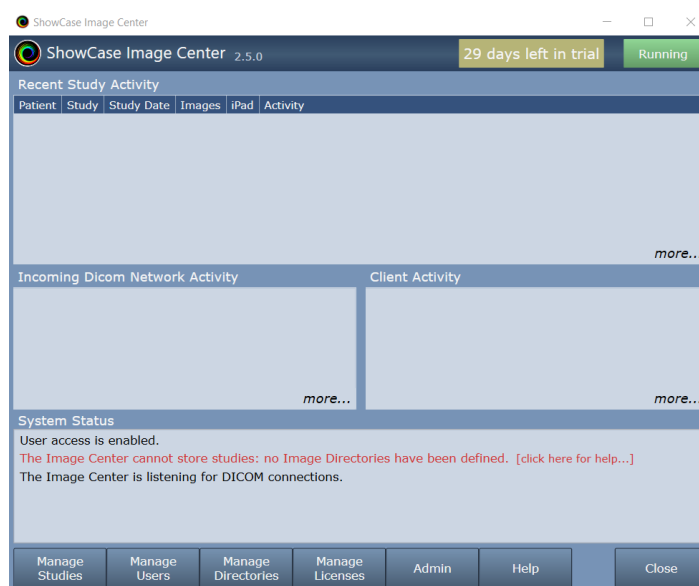 ShowCase Image Center
ShowCase Image Center 2.5.0
29 days left in trial
Running
Recent Study Activity
Patient Study Study Date Images iPad Activity
more...
Incoming Dicom Network Activity
Client Activity
more...
more...
System Status
User access is enabled.
The Image Center cannot store studies: no Image Directories have been defined. [click here for help...]
The Image Center is listening for DICOM connections.
Manage Studies
Manage Users
Manage Directories
Manage Licenses
Admin
Help
Close